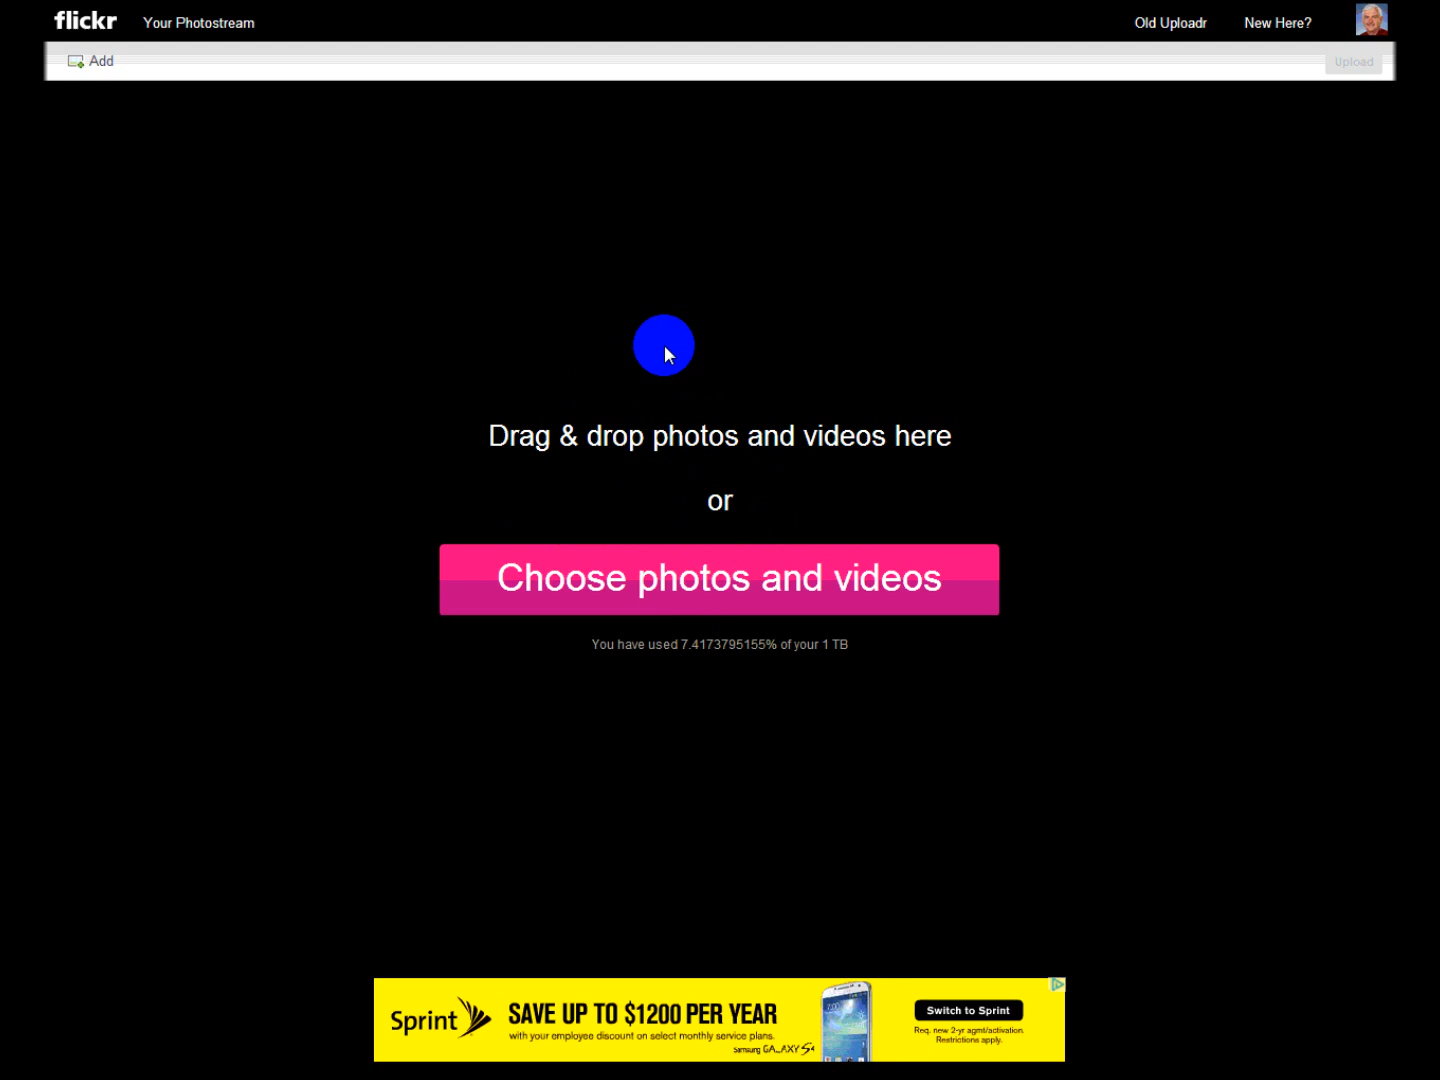 flickr Your Photostream Old Uploadr New Here?
Add Upload
Drag & drop photos and videos here
or
Choose photos and videos
You have used 7.4173795155% of your 1 TB
Sprint
SAVE UP TO $1200 PER YEAR
with your employee discount on select monthly service plans.
Samsung GALAXY S4
7:00
Switch to Sprint
Req. new 2-yr agmt/activation.
Restrictions apply.